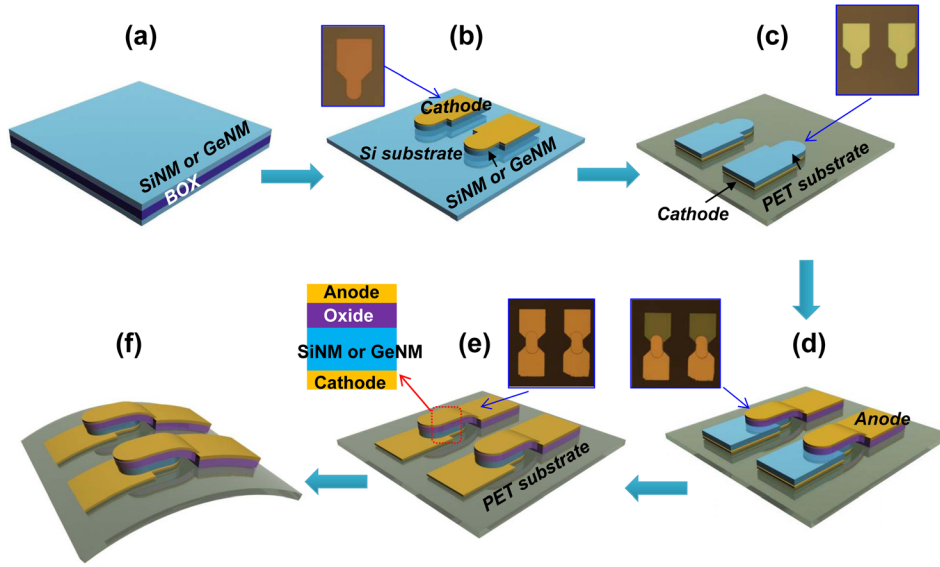 (a)
SiNM or GeNM
BOX
(b)
Cathode
Si substrate
SiNM or GeNM
(c)
PET substrate
Cathode
(d)
Anode
(e)
Anode
Oxide
SiNM or GeNM
Cathode
PET substrate
(f)